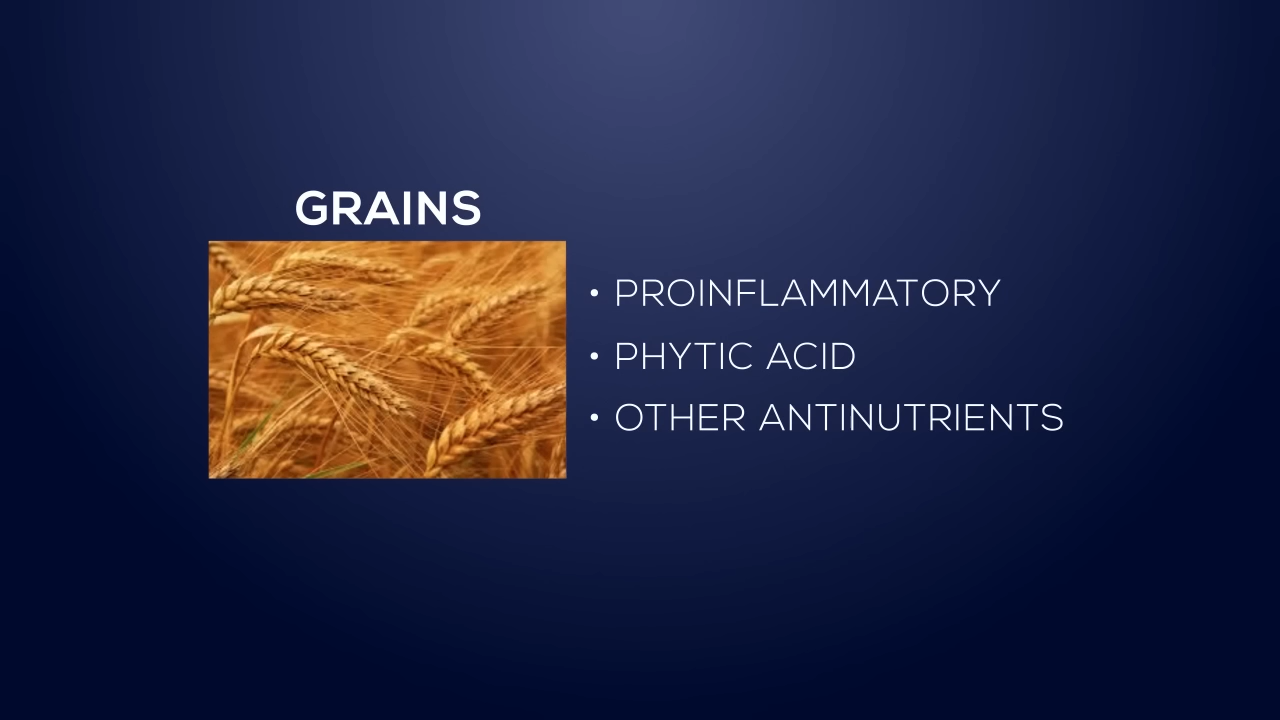 GRAINS
• PROINFLAMMATORY
• PHYTIC ACID
• OTHER ANTINUTRIENTS